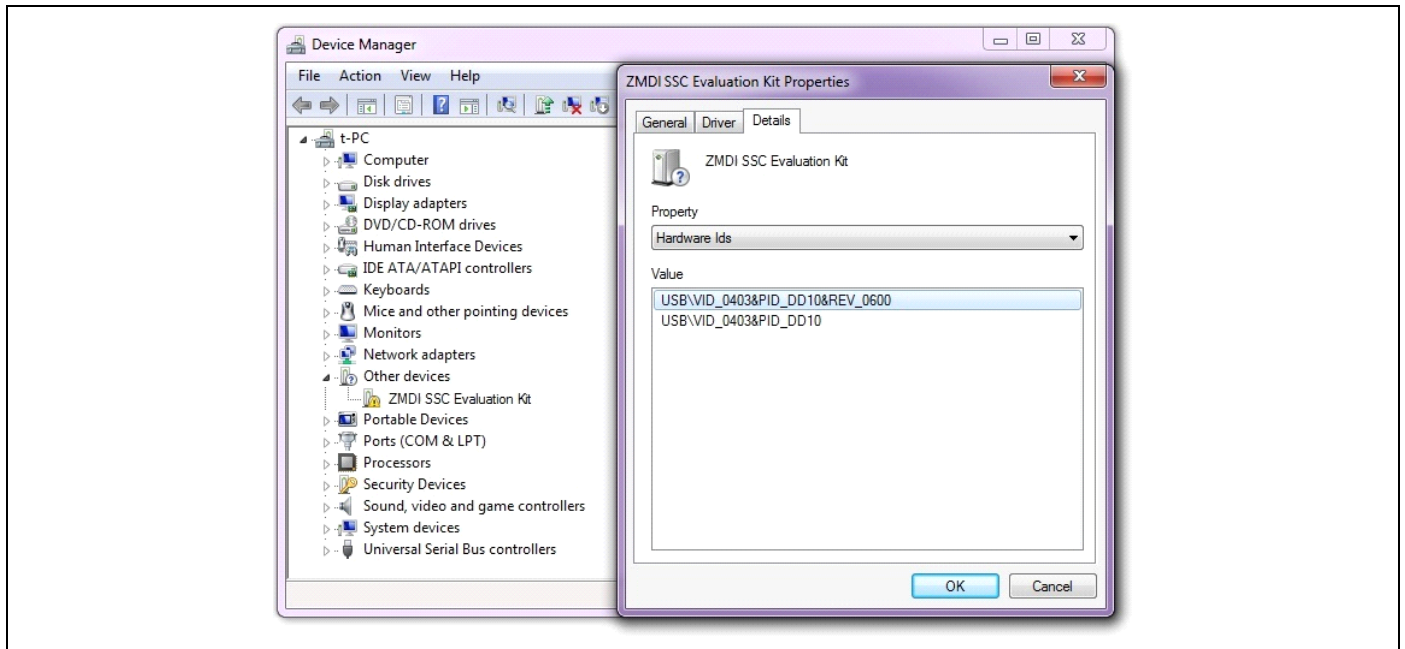 Device Manager
File Action View Help
t-PC
Computer
Disk drives
Display adapters
DVD/CD-ROM drives
Human Interface Devices
IDE ATA/ATAPI controllers
Keyboards
Mice and other pointing devices
Monitors
Network adapters
Other devices
ZMDI SSC Evaluation Kit
Portable Devices
Ports (COM & LPT)
Processors
Security Devices
Sound, video and game controllers
System devices
Universal Serial Bus controllers
ZMDI SSC Evaluation Kit Properties
General Driver Details
ZMDI SSC Evaluation Kit
Property
Hardware Ids
Value
USB\VID_0403&PID_DD10&REV_0600
USB\VID_0403&PID_DD10
OK Cancel